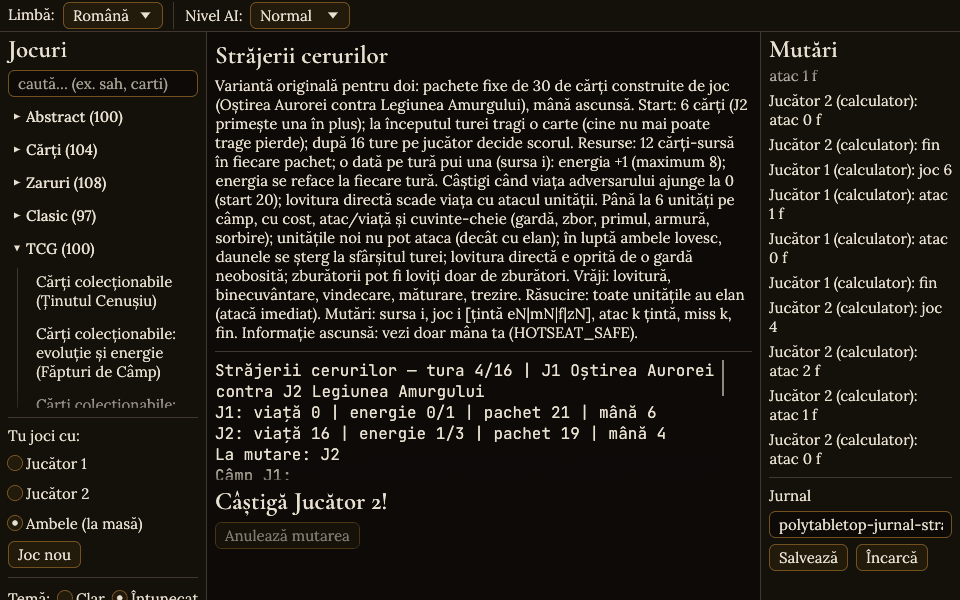 Limbă:
Română
Nivel AI:
Normal
Jocuri
caută... (ex. sah, carti)
▸ Abstract (100)
▸ Cărți (104)
▸ Zaruri (108)
▸ Clasic (97)
▾ TCG (100)
Cărți colecționabile
(Ținutul Cenușiu)
Cărți colecționabile:
evoluție și energie
(Făpturi de Câmp)
Cărți colecționabile:
Tu joci cu:
Jucător 1
Jucător 2
Ambele (la masă)
Joc nou
Temă:
Clar
Întunecat
Străjerii cerurilor
Variantă originală pentru doi: pachete fixe de 30 de cărți construite de joc
(Oștirea Aurorei contra Legiunea Amurgului), mână ascunsă. Start: 6 cărți (J2
primește una în plus); la începutul turei tragi o carte (cine nu mai poate
trage pierde); după 16 ture pe jucător decide scorul. Resurse: 12 cărți-sursă
în fiecare pachet; o dată pe tură pui una (sursa i): energia +1 (maximum 8);
energia se reface la fiecare tură. Câștigi când viața adversarului ajunge la 0
(start 20); lovitura directă scade viața cu atacul unității. Până la 6 unități pe
câmp, cu cost, atac/viață și cuvinte-cheie (gardă, zbor, primul, armură,
sorbire); unitățile noi nu pot ataca (decât cu elan); în luptă ambele lovesc,
daunele se șterg la sfârșitul turei; lovitura directă e oprită de o gardă
neobosită; zburătorii pot fi loviți doar de zburători. Vrăji: lovitură,
binecuvântare, vindecare, măturare, trezire. Răsucire: toate unitățile au elan
(atacă imediat). Mutări: sursa i, joc i [țintă eN|mN|f|zN], atac k țintă, miss k,
fin. Informație ascunsă: vezi doar mâna ta (HOTSEAT_SAFE).
Străjerii cerurilor — tura 4/16 | J1 Oștirea Aurorei
contra J2 Legiunea Amurgului
J1: viață 0 | energie 0/1 | pachet 21 | mână 6
J2: viață 16 | energie 1/3 | pachet 19 | mână 4
La mutare: J2
Câmp J1:
Câștigă Jucător 2!
Anulează mutarea
Mutări
atac 1 f
Jucător 2 (calculator):
atac 0 f
Jucător 2 (calculator): fin
Jucător 1 (calculator): joc 6
Jucător 1 (calculator): atac
1 f
Jucător 1 (calculator): atac
0 f
Jucător 1 (calculator): fin
Jucător 2 (calculator): joc
4
Jucător 2 (calculator):
atac 2 f
Jucător 2 (calculator):
atac 1 f
Jucător 2 (calculator):
atac 0 f
Jurnal
polytabletop-jurnal-stra
Salvează
Încarcă